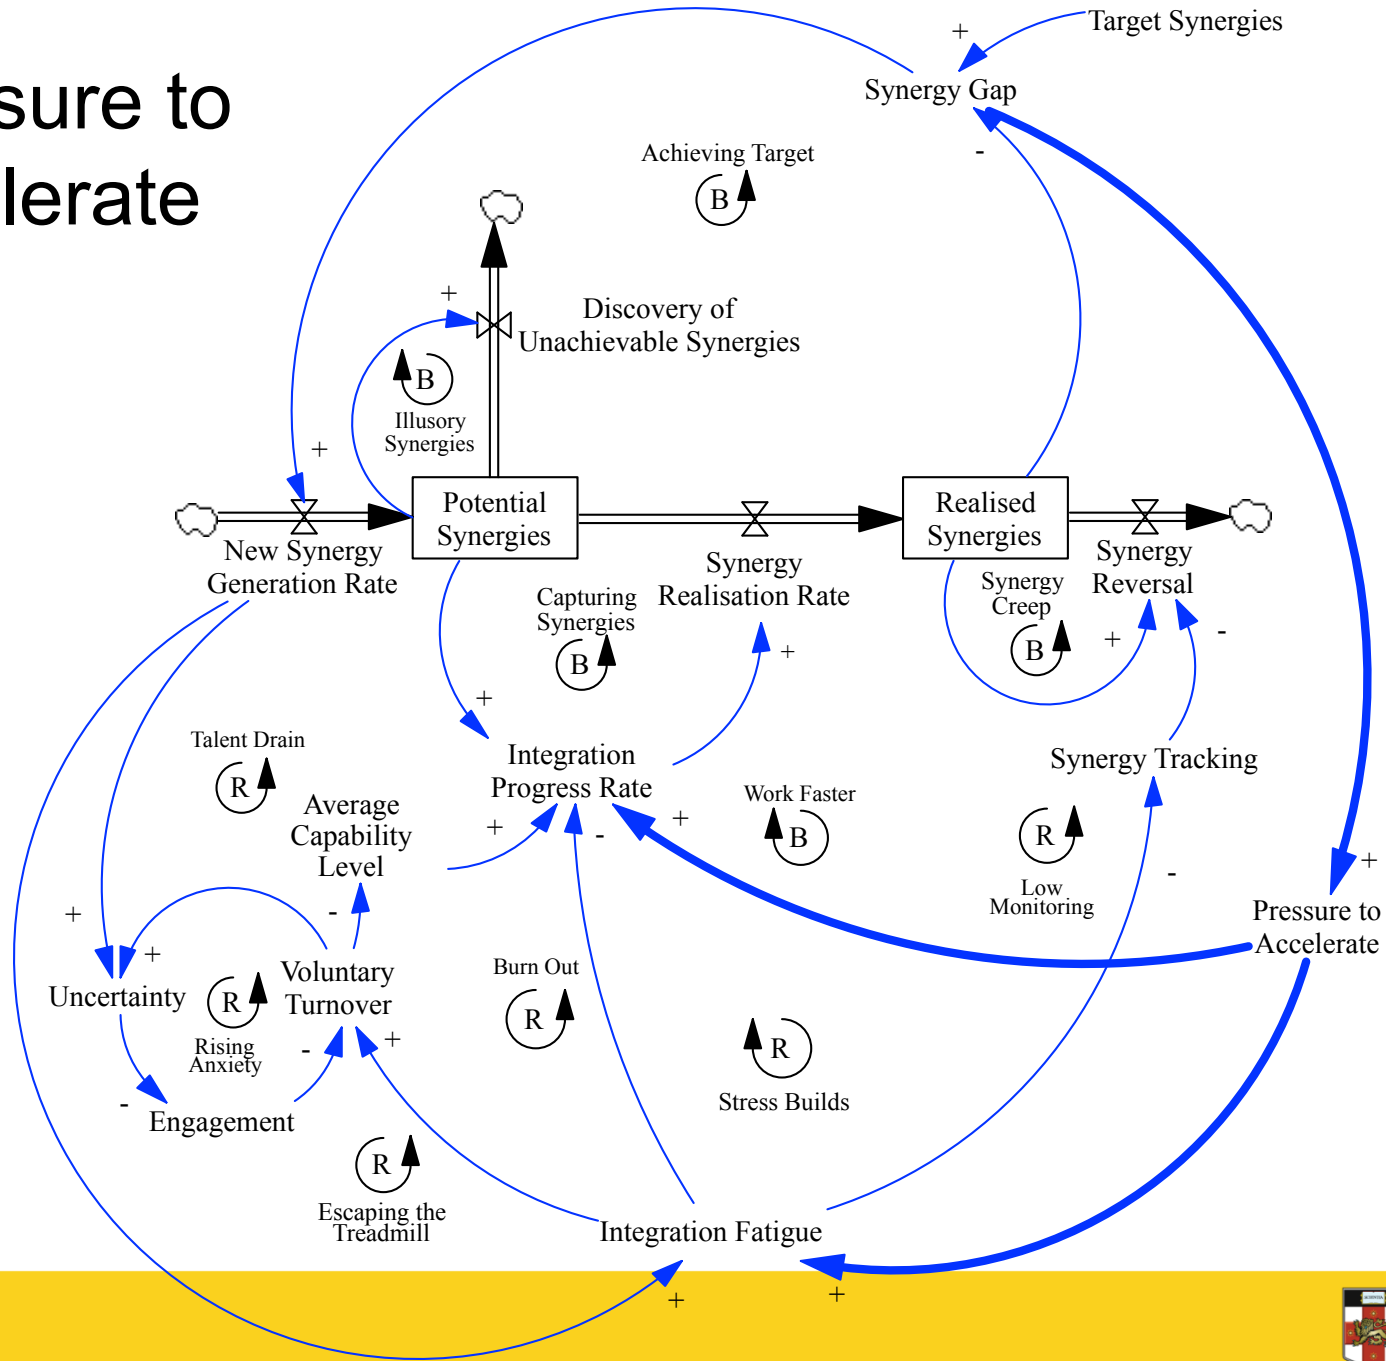 sure to
lerate
+
Target Synergies
Synergy Gap
-
Achieving Target
B
+
Discovery of
Unachievable Synergies
B
Illusory
Synergies
+
Potential
Synergies
Realised
Synergies
New Synergy
Generation Rate
Synergy
Realisation Rate
Synergy
Reversal
Capturing
Synergies
B
Synergy
Creep
B
+
-
+
+
Talent Drain
R
Integration
Progress Rate
Synergy Tracking
Average
Capability
Level
+
-
+
Work Faster
B
R
Low
Monitoring
-
+
Pressure to
Accelerate
-
+
+
Uncertainty
R
Rising
Anxiety
Voluntary
Turnover
Burn Out
R
R
Stress Builds
-
+
-
Engagement
R
Escaping the
Treadmill
Integration Fatigue
+
+